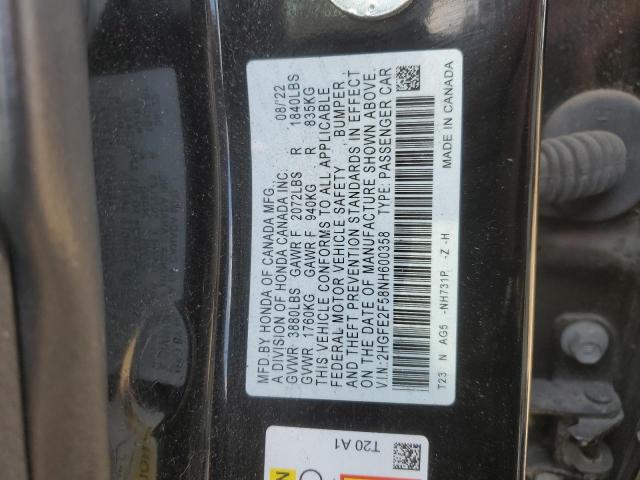 MFD.BY HONDA OF CANADA MFG. 08/'22
A DIVISION OF HONDA CANADA INC.
GVWR 3880LBS GAWR F 2072LBS R 1840LBS
GVWR 1760KG GAWR F 940KG R 835KG
THIS VEHICLE CONFORMS TO ALL APPLICABLE
FEDERAL MOTOR VEHICLE SAFETY BUMPER
AND THEFT PREVENTION STANDARDS IN EFFECT
ON THE DATE OF MANUFACTURE SHOWN ABOVE.
V.I.N:2HGFE2F58NH600358 TYPE: PASSENGER CAR
T23 N AG5 -NH731P -Z -H MADE IN CANADA
T20 A1